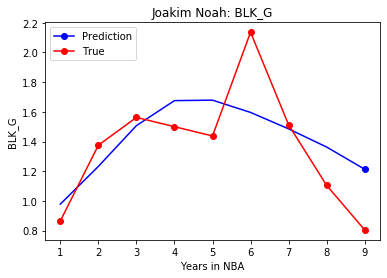 Joakim Noah: BLK_G
Prediction
True
BLK_G
2.2
2.0
1.8
1.6
1.4
1.2
1.0
0.8
1 2 3 4 5 6 7 8 9
Years in NBA